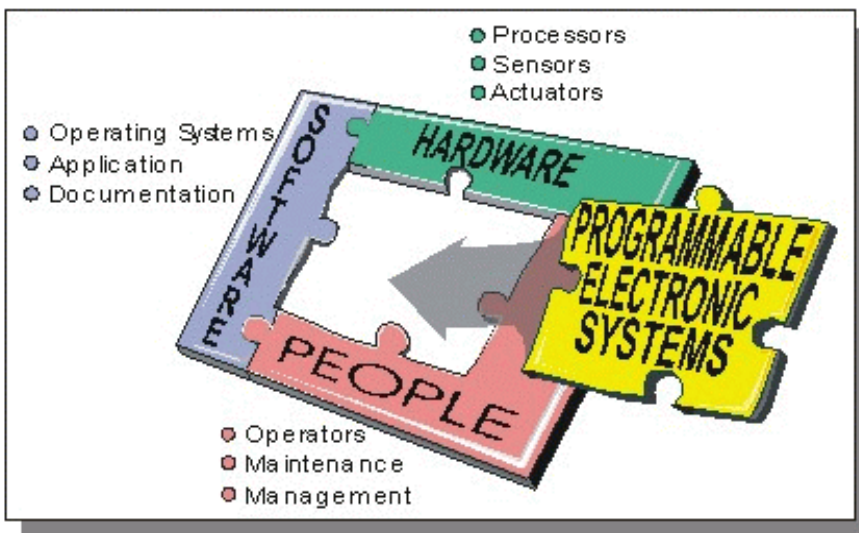 Processors
Sensors
Actuators
Operating Systems
Application
Documentation
SOFTWARE
HARDWARE
PROGRAMMABLE
ELECTRONIC
SYSTEMS
PEOPLE
Operators
Maintenance
Management